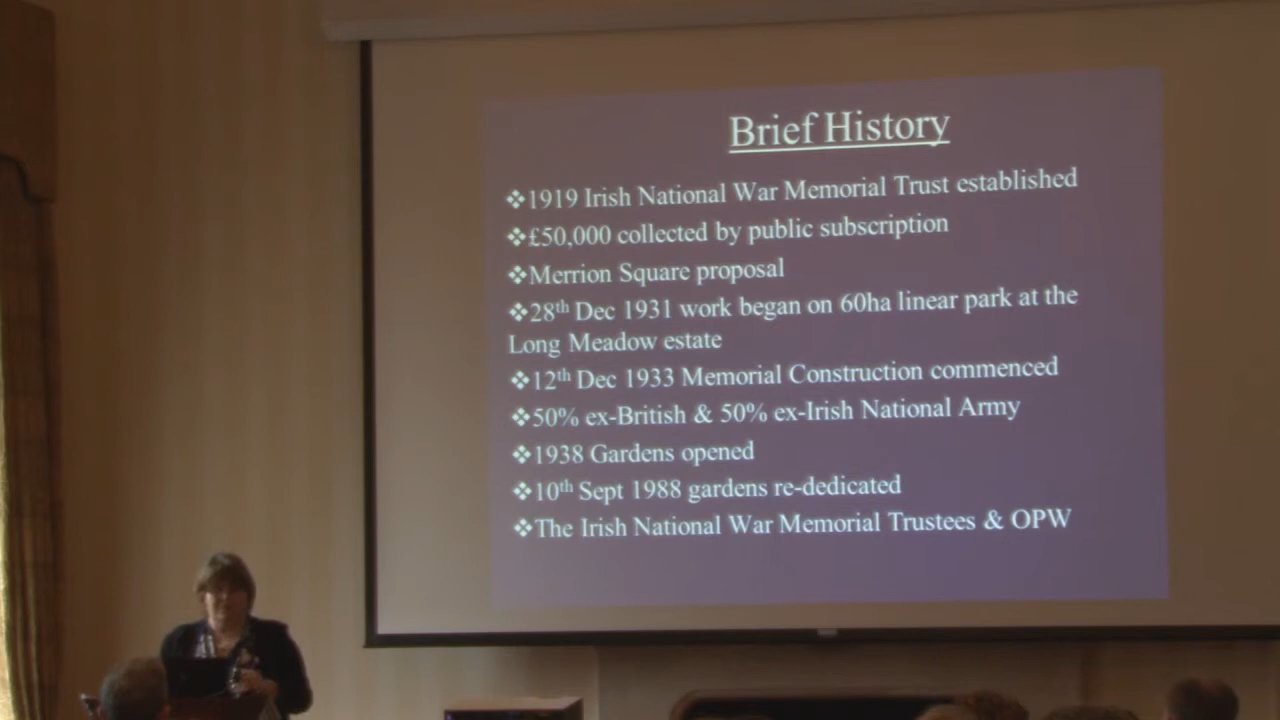 Brief History
❖1919 Irish National War Memorial Trust established
❖£50,000 collected by public subscription
❖Merrion Square proposal
❖28th Dec 1931 work began on 60ha linear park at the
Long Meadow estate
❖12th Dec 1933 Memorial Construction commenced
❖50% ex-British & 50% ex-Irish National Army
❖1938 Gardens opened
❖10th Sept 1988 gardens re-dedicated
❖The Irish National War Memorial Trustees & OPW